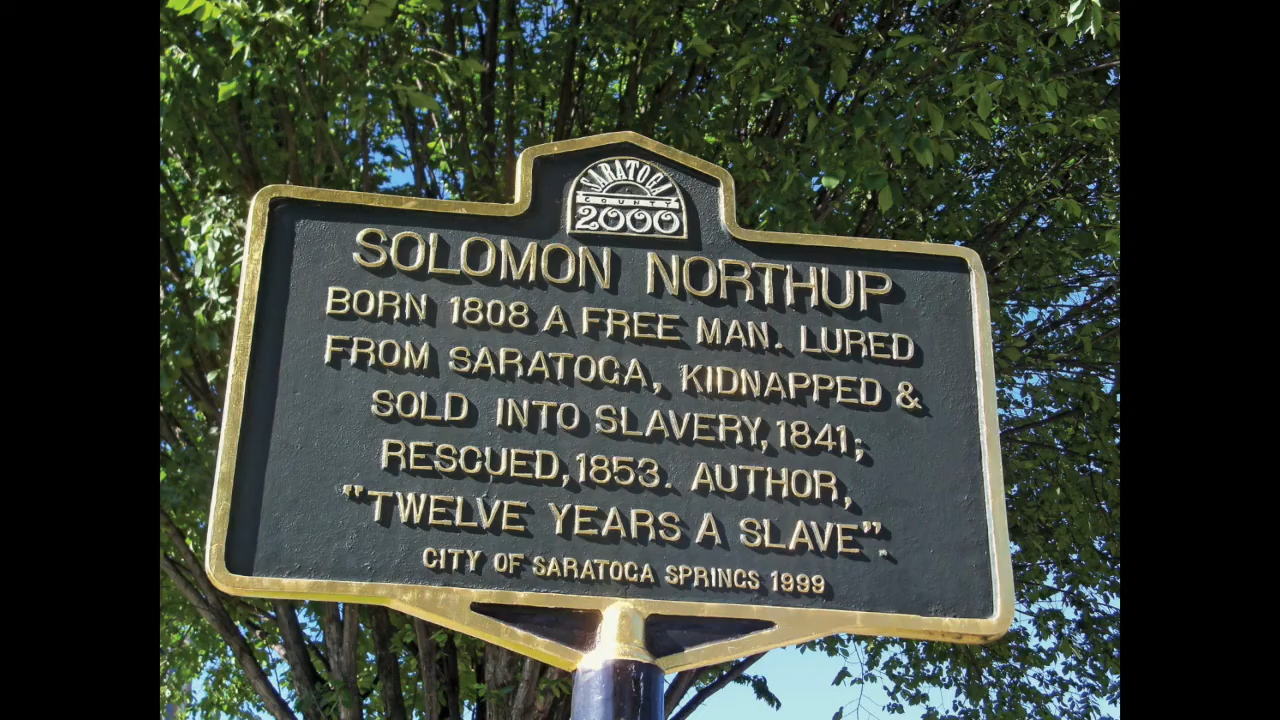 SARATOGA
COUNTY
2000
SOLOMON NORTHUP
BORN 1808 A FREE MAN. LURED
FROM SARATOGA, KIDNAPPED &
SOLD INTO SLAVERY, 1841;
RESCUED, 1853. AUTHOR,
"TWELVE YEARS A SLAVE".
CITY OF SARATOGA SPRINGS 1999